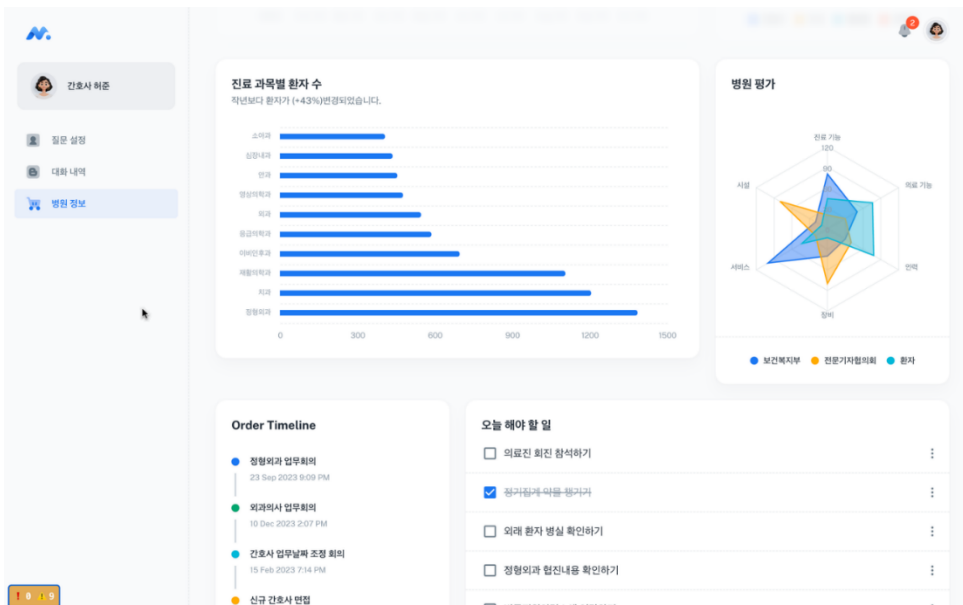 2
간호사 허준
질문 설정
대화 내역
병원 정보
진료 과목별 환자 수
작년보다 환자가 (+43%)변경되었습니다.
소아과
심장내과
안과
영상의학과
외과
응급의학과
이비인후과
재활의학과
치과
정형외과
0 300 600 900 1200 1500
병원 평가
진료 기능
120
90
시설
의료 기능
서비스
인력
장비
보건복지부 전문기자협의회 환자
Order Timeline
정형외과 업무회의
23 Sep 2023 9:09 PM
외과의사 업무회의
10 Dec 2023 2:07 PM
간호사 업무날짜 조정 회의
15 Feb 2023 7:14 PM
신규 간호사 면접
오늘 해야 할 일
의료진 회진 참석하기
정기집계 약물 챙기기
외래 환자 병실 확인하기
정형외과 협진내용 확인하기
0 9